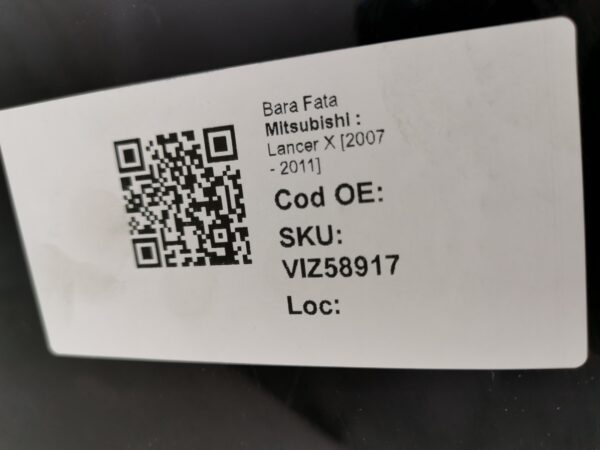 Bara Fata
Mitsubishi :
Lancer X [2007
- 2011]
Cod OE:
SKU:
VIZ58917
Loc: